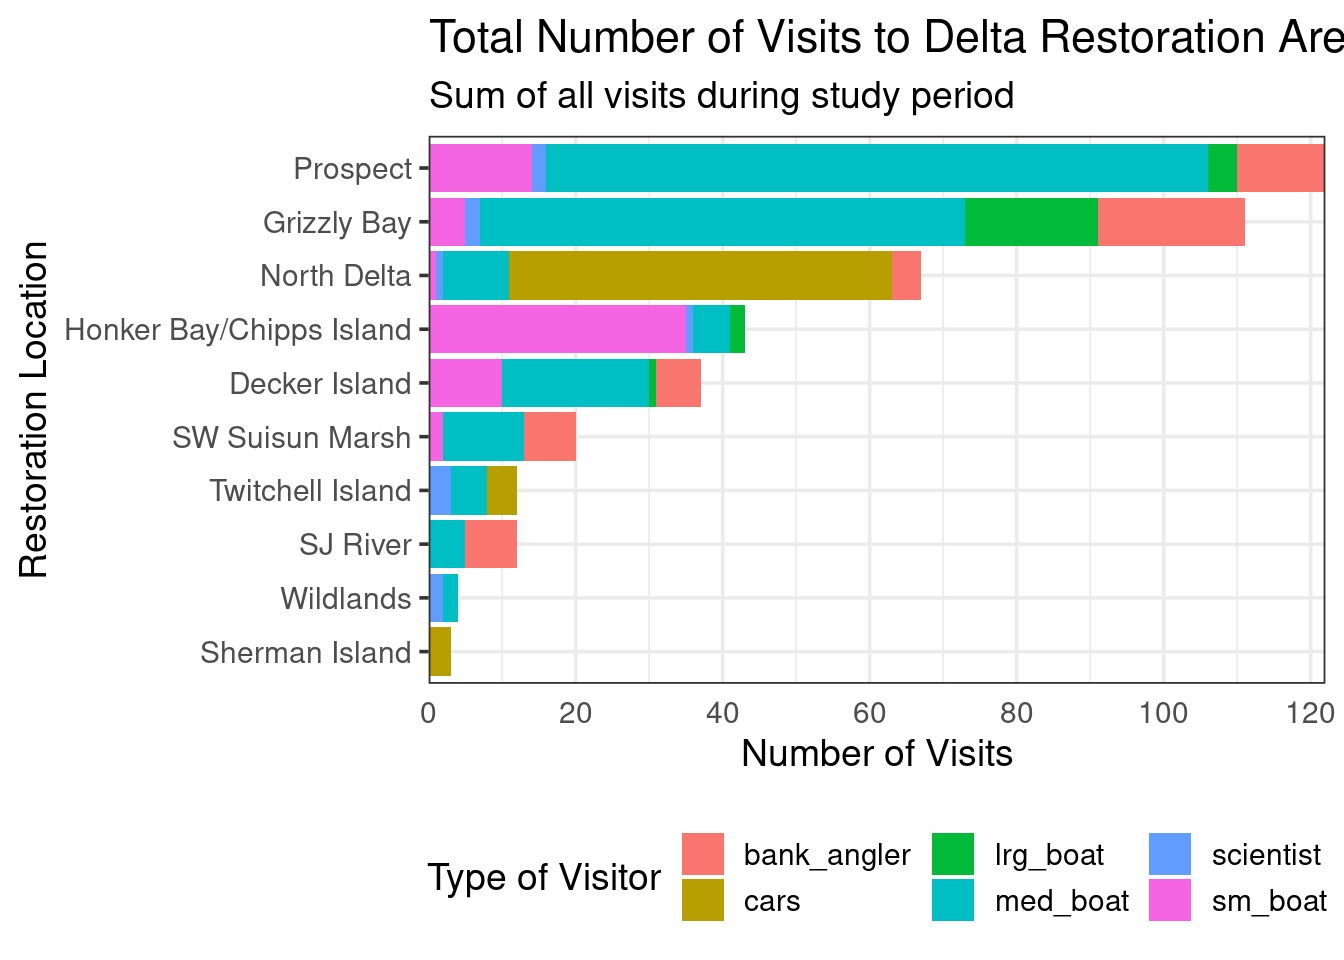 Total Number of Visits to Delta Restoration Are
Sum of all visits during study period
Restoration Location
Prospect
Grizzly Bay
North Delta
Honker Bay/Chipps Island
Decker Island
SW Suisun Marsh
Twitchell Island
SJ River
Wildlands
Sherman Island
0 20 40 60 80 100 120
Number of Visits
Type of Visitor
bank_angler lrg_boat scientist
cars med_boat sm_boat